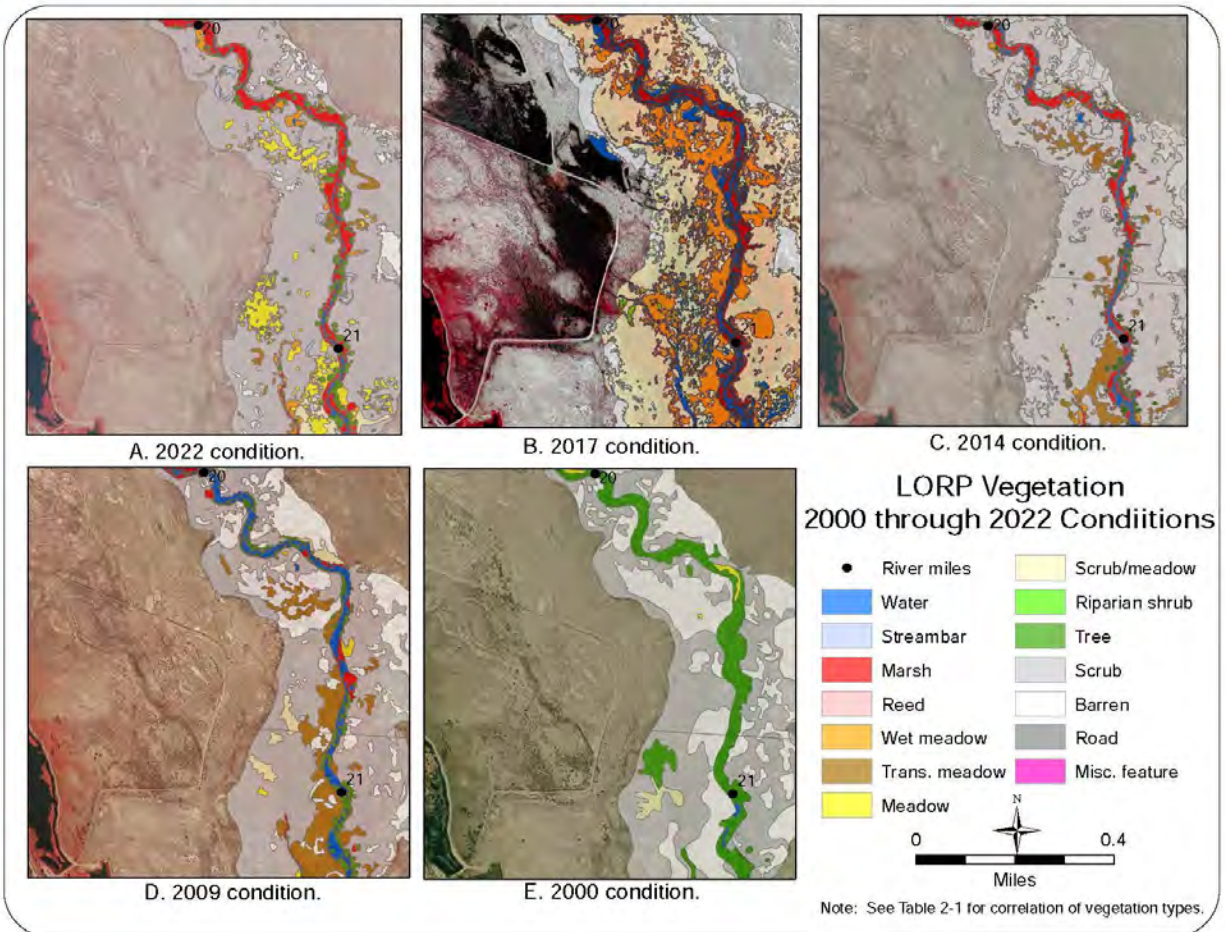 20
20
20
21
21
21
A. 2022 condition.
B. 2017 condition.
C. 2014 condition.
20
20
21
21
D. 2009 condition.
E. 2000 condition.
LORP Vegetation
2000 through 2022 Condiitions
River miles
Water
Streambar
Marsh
Reed
Wet meadow
Trans. meadow
Meadow
Scrub/meadow
Riparian shrub
Tree
Scrub
Barren
Road
Misc. feature
N
0 0.4
Miles
Note: See Table 2-1 for correlation of vegetation types.